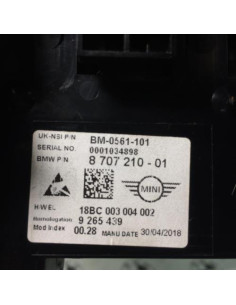 UK-NSI P/N BM-0561-101
SERIAL NO. 0001034898
BMW P/N 8 707 210 - 01
MINI
HWEL 18BC 003 004 002
Homologation: 9 265 439
Mod Index 00.28 MANU DATE 30/04/2018